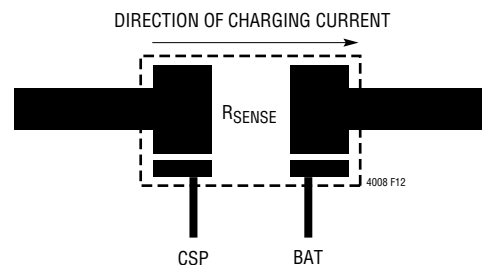 DIRECTION OF CHARGING CURRENT
RSENSE
4008 F12
CSP BAT